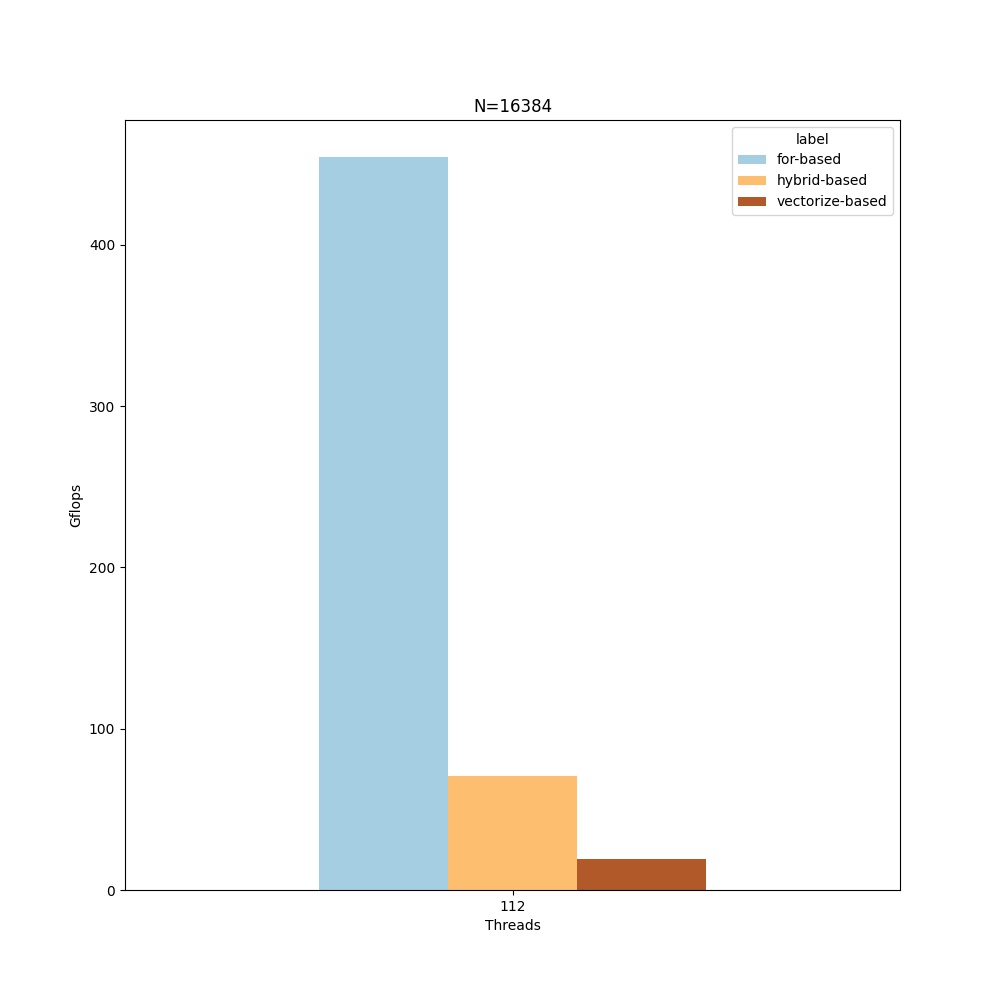 N=16384
label
for-based
hybrid-based
vectorize-based
400
300
200
100
0
Gflops
112
Threads